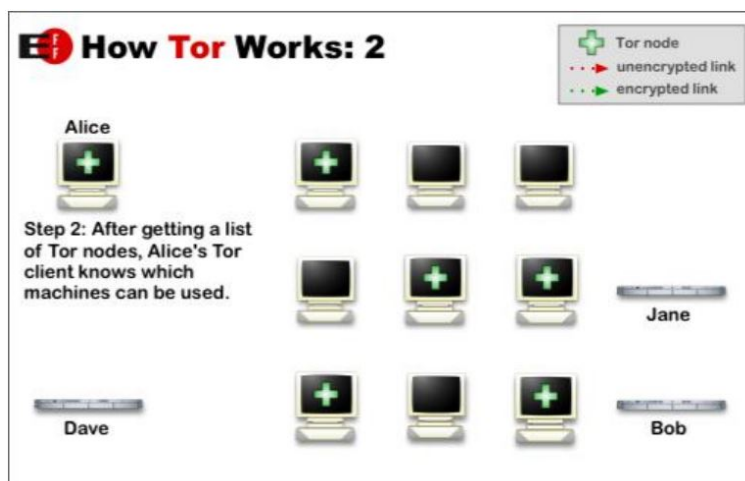 EFF How Tor Works: 2
Tor node
unencrypted link
encrypted link
Alice
Step 2: After getting a list
of Tor nodes, Alice's Tor
client knows which
machines can be used.
Jane
Dave
Bob